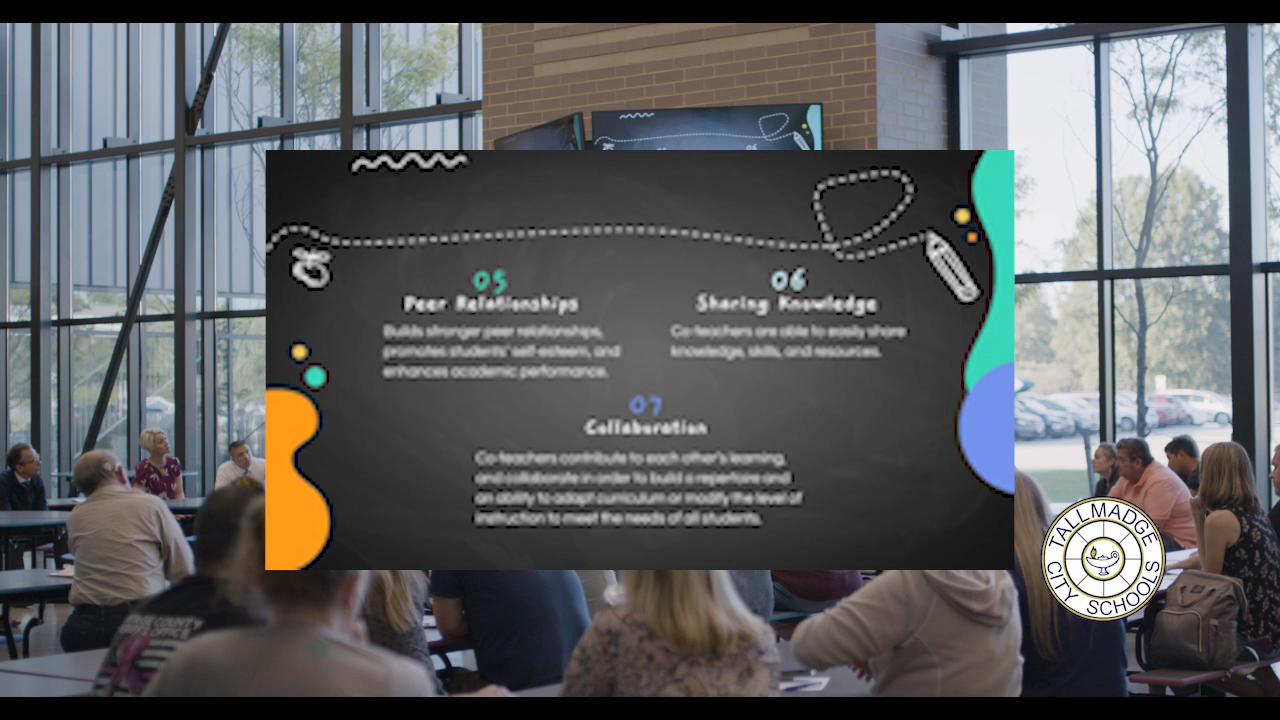 05
Peer Relationships
Builds stronger peer relationships,
promotes students' self-esteem, and
enhances academic performance.
06
Sharing Knowledge
Co-teachers are able to easily share
knowledge, skills, and resources.
07
Collaboration
Co-teachers contribute to each other's learning,
and collaborate in order to build a repertoire and
an ability to adapt curriculum or modify the level of
instruction to meet the needs of all students.
TALLMADGE
CITY SCHOOLS